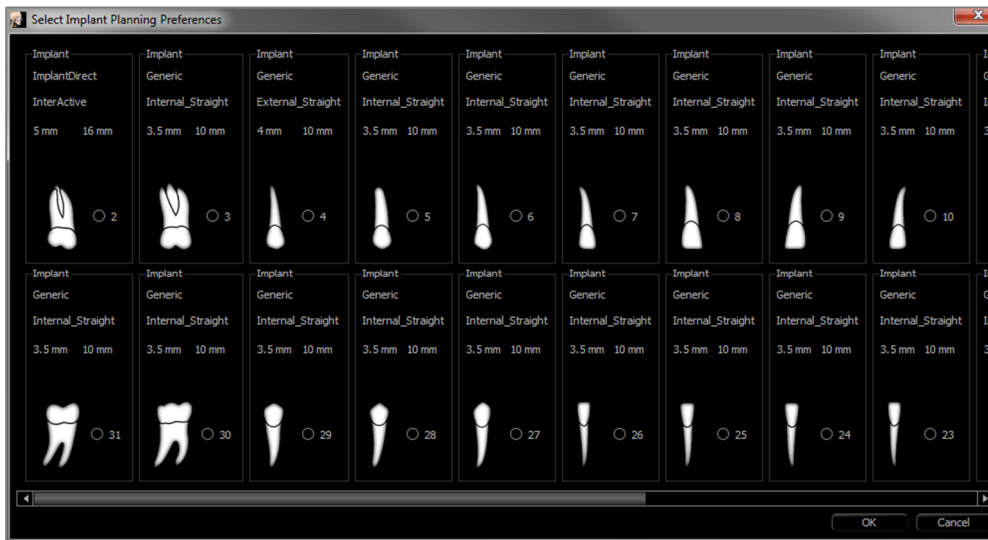 Select Implant Planning Preferences
Implant Implant Implant Implant Implant Implant Implant Implant Implant
ImplantDirect Generic Generic Generic Generic Generic Generic Generic Generic
InterActive Internal_Straight External_Straight Internal_Straight Internal_Straight Internal_Straight Internal_Straight Internal_Straight Internal_Straight
5 mm 16 mm 3.5 mm 10 mm 4 mm 10 mm 3.5 mm 10 mm 3.5 mm 10 mm 3.5 mm 10 mm 3.5 mm 10 mm 3.5 mm 10 mm 3.5 mm 10 mm
2 3 4 5 6 7 8 9 10
Implant Implant Implant Implant Implant Implant Implant Implant Implant
Generic Generic Generic Generic Generic Generic Generic Generic Generic
Internal_Straight Internal_Straight Internal_Straight Internal_Straight Internal_Straight Internal_Straight Internal_Straight Internal_Straight Internal_Straight
3.5 mm 10 mm 3.5 mm 10 mm 3.5 mm 10 mm 3.5 mm 10 mm 3.5 mm 10 mm 3.5 mm 10 mm 3.5 mm 10 mm 3.5 mm 10 mm 3.5 mm 10 mm
31 30 29 28 27 26 25 24 23
OK Cancel